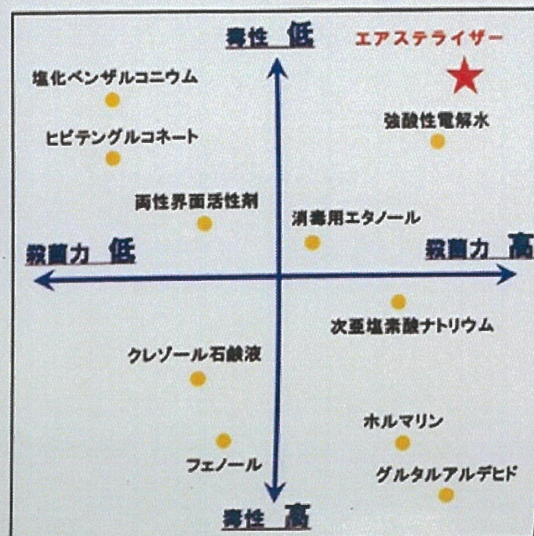 毒性 低
エアステライザー
塩化ベンザルコニウム
強酸性電解水
ヒビテングルコネート
両性界面活性剤
消毒用エタノール
殺菌力 低
殺菌力 高
次亜塩素酸ナトリウム
クレゾール石鹸液
ホルマリン
フェノール
グルタルアルデヒド
毒性 高